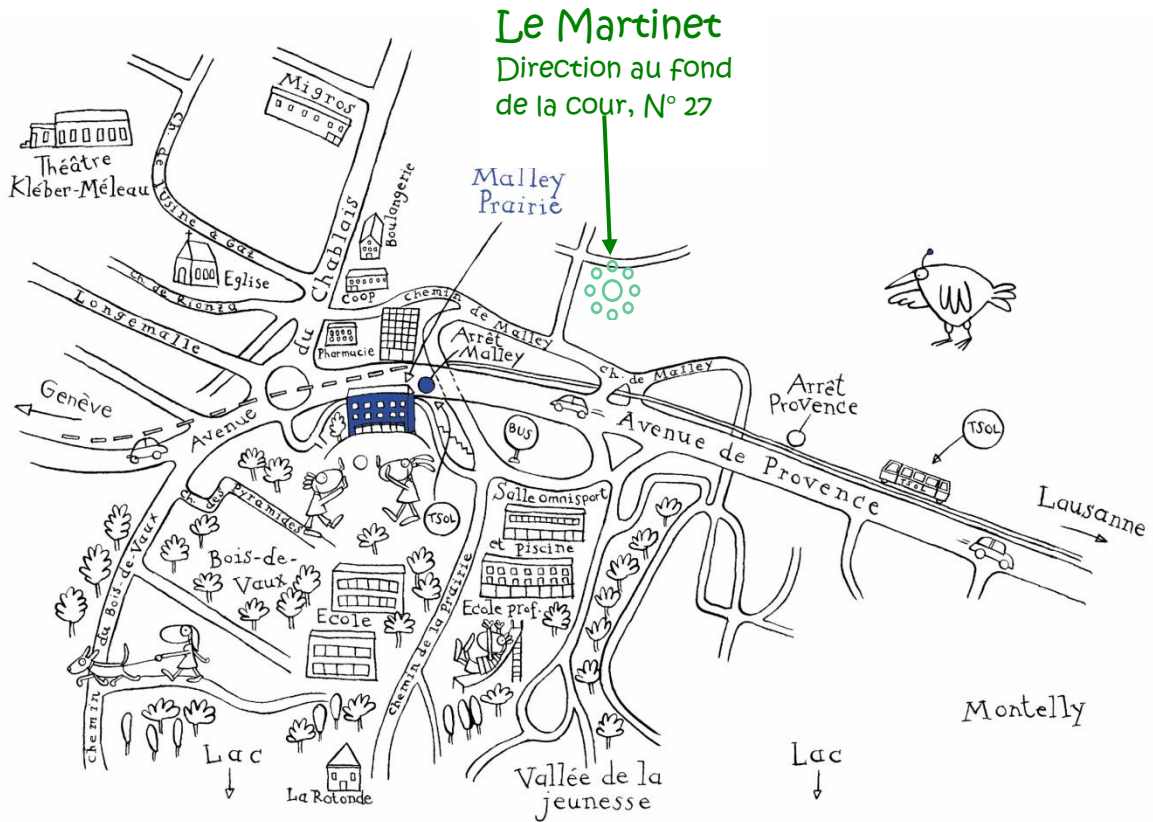 Le Martinet
Direction au fond
de la cour, N° 27
Migros
Théâtre
Kléber-Méleau
Ch. de l'Usine à Gaz
Malley
Prairie
Boulangerie
Chablais
Eglise
COOP
Ch. de Rionza
Chemin de Malley
Longemalle
du
Pharmacie
Arrêt
Malley
Ch. de Malley
Genève
Avenue
Arrêt
Provence
BUS
TSOL
Avenue de Provence
TSOL
Lausanne
Ch. des Pyramides
TSOL
Salle omnisport
et piscine
Bois-de-
Vaux
Ecole
Ecole prof.
chemin du Bois-de-Vaux
chemin de la Prairie
Montelly
Lac
La Rotonde
Vallée de la
jeunesse
Lac